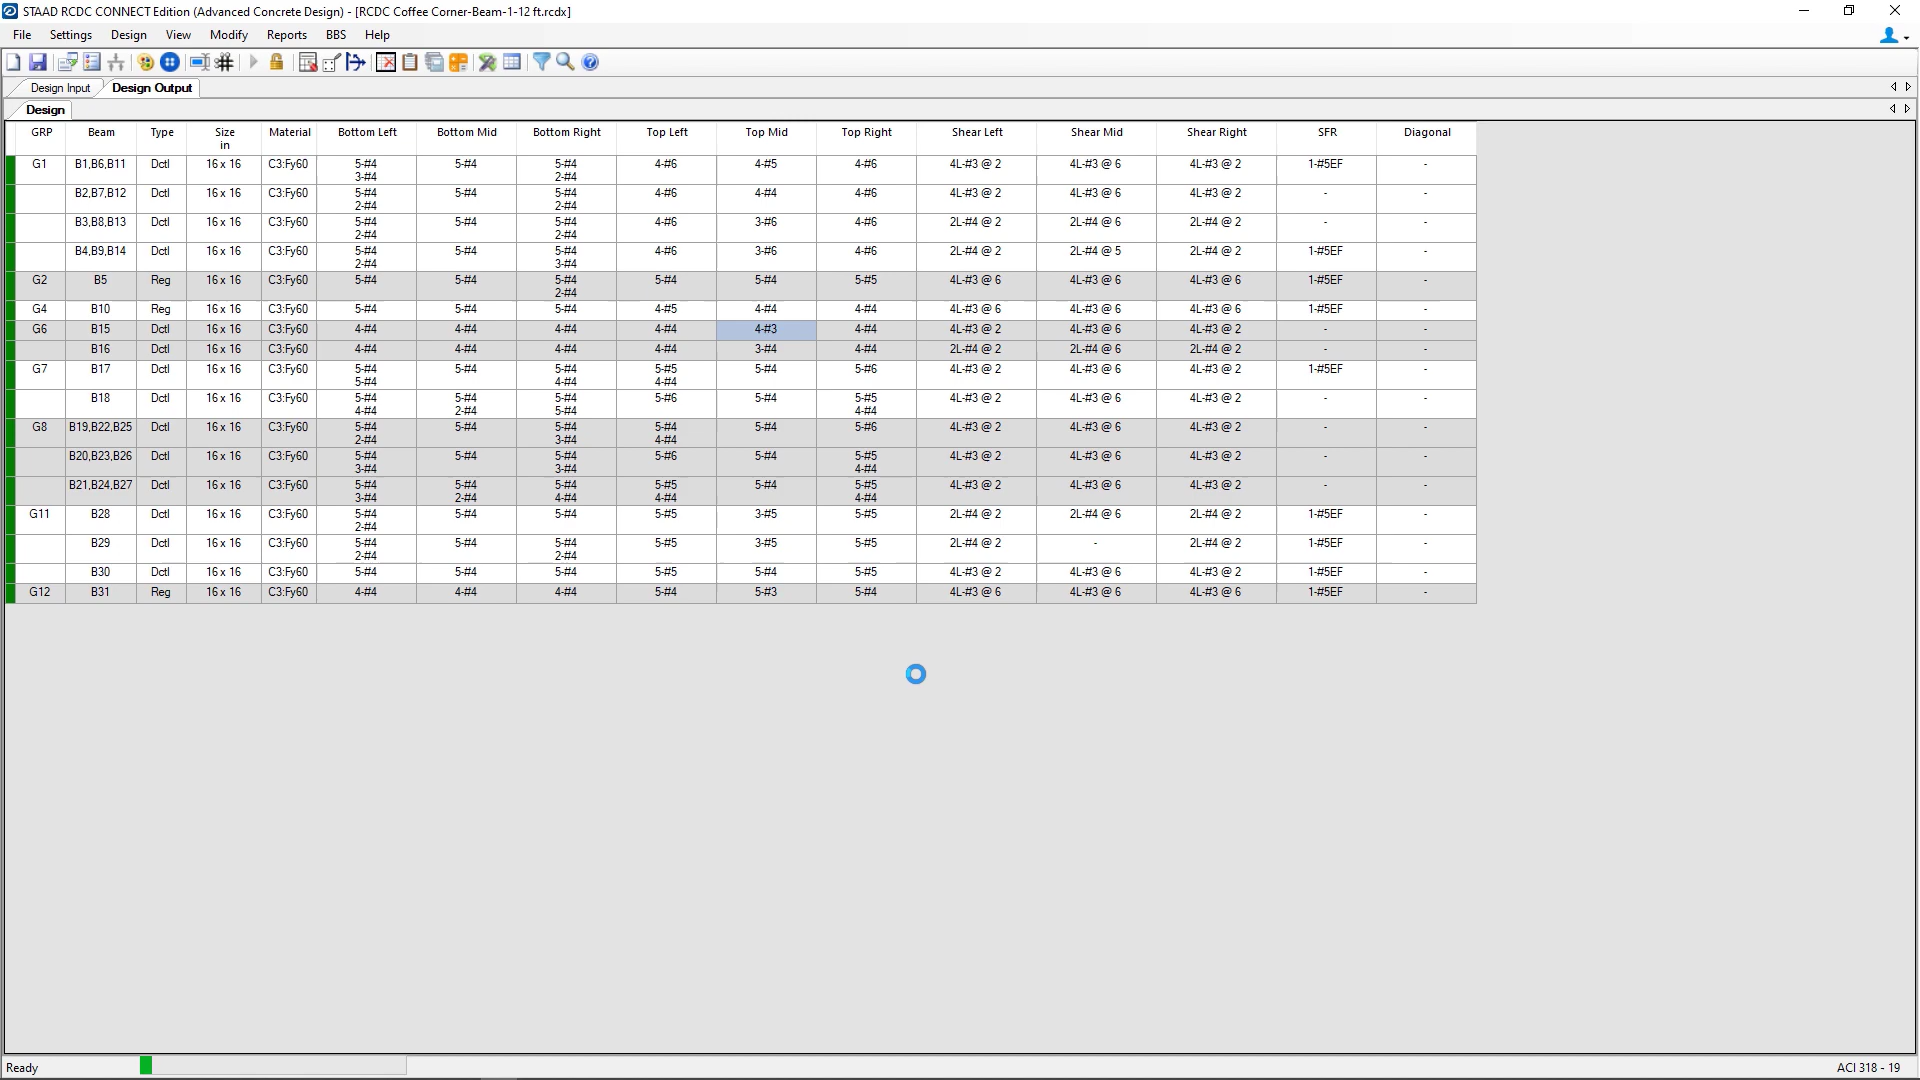 STAAD RCDC CONNECT Edition (Advanced Concrete Design) - [RCDC Coffee Corner-Beam-1-12 ft.rcdx]
File Settings Design View Modify Reports BBS Help
Design Input Design Output
Design
GRP Beam Type Size in Material Bottom Left Bottom Mid Bottom Right Top Left Top Mid Top Right Shear Left Shear Mid Shear Right SFR Diagonal
G1 B1,B6,B11 Dctl 16 x 16 C3:Fy60 5-#4 5-#4 5-#4 4-#6 4-#5 4-#6 4L-#3 @ 2 4L-#3 @ 6 4L-#3 @ 2 1-#5EF -
3-#4 2-#4
B2,B7,B12 Dctl 16 x 16 C3:Fy60 5-#4 5-#4 5-#4 4-#6 4-#4 4-#6 4L-#3 @ 2 4L-#3 @ 6 4L-#3 @ 2 - -
2-#4 2-#4
B3,B8,B13 Dctl 16 x 16 C3:Fy60 5-#4 5-#4 5-#4 4-#6 3-#6 4-#6 2L-#4 @ 2 2L-#4 @ 6 2L-#4 @ 2 - -
2-#4 2-#4
B4,B9,B14 Dctl 16 x 16 C3:Fy60 5-#4 5-#4 5-#4 4-#6 3-#6 4-#6 2L-#4 @ 2 2L-#4 @ 5 2L-#4 @ 2 1-#5EF -
2-#4 3-#4
G2 B5 Reg 16 x 16 C3:Fy60 5-#4 5-#4 5-#4 5-#4 5-#4 5-#5 4L-#3 @ 6 4L-#3 @ 6 4L-#3 @ 6 1-#5EF -
2-#4
G4 B10 Reg 16 x 16 C3:Fy60 5-#4 5-#4 5-#4 4-#5 4-#4 4-#4 4L-#3 @ 6 4L-#3 @ 6 4L-#3 @ 6 1-#5EF -
G6 B15 Dctl 16 x 16 C3:Fy60 4-#4 4-#4 4-#4 4-#4 4-#3 4-#4 4L-#3 @ 2 4L-#3 @ 6 4L-#3 @ 2 - -
B16 Dctl 16 x 16 C3:Fy60 4-#4 4-#4 4-#4 4-#4 3-#4 4-#4 2L-#4 @ 2 2L-#4 @ 6 2L-#4 @ 2 - -
G7 B17 Dctl 16 x 16 C3:Fy60 5-#4 5-#4 5-#4 5-#5 5-#4 5-#6 4L-#3 @ 2 4L-#3 @ 6 4L-#3 @ 2 1-#5EF -
5-#4 4-#4 4-#4
B18 Dctl 16 x 16 C3:Fy60 5-#4 5-#4 5-#4 5-#6 5-#4 5-#5 4L-#3 @ 2 4L-#3 @ 6 4L-#3 @ 2 - -
4-#4 2-#4 5-#4 4-#4
G8 B19,B22,B25 Dctl 16 x 16 C3:Fy60 5-#4 5-#4 5-#4 5-#5 5-#4 5-#6 4L-#3 @ 2 4L-#3 @ 6 4L-#3 @ 2 - -
2-#4 3-#4 4-#4
B20,B23,B26 Dctl 16 x 16 C3:Fy60 5-#4 5-#4 5-#4 5-#6 5-#4 5-#5 4L-#3 @ 2 4L-#3 @ 6 4L-#3 @ 2 - -
3-#4 3-#4 4-#4
B21,B24,B27 Dctl 16 x 16 C3:Fy60 5-#4 5-#4 5-#4 5-#5 5-#4 5-#5 4L-#3 @ 2 4L-#3 @ 6 4L-#3 @ 2 - -
3-#4 2-#4 4-#4 4-#4 4-#4
G11 B28 Dctl 16 x 16 C3:Fy60 5-#4 5-#4 5-#4 5-#5 3-#5 5-#5 2L-#4 @ 2 2L-#4 @ 6 2L-#4 @ 2 1-#5EF -
2-#4
B29 Dctl 16 x 16 C3:Fy60 5-#4 5-#4 5-#4 5-#5 3-#5 5-#5 2L-#4 @ 2 - 2L-#4 @ 2 1-#5EF -
2-#4 2-#4
B30 Dctl 16 x 16 C3:Fy60 5-#4 5-#4 5-#4 5-#5 5-#4 5-#5 4L-#3 @ 2 4L-#3 @ 6 4L-#3 @ 2 1-#5EF -
G12 B31 Reg 16 x 16 C3:Fy60 4-#4 4-#4 4-#4 5-#4 5-#3 5-#4 4L-#3 @ 6 4L-#3 @ 6 4L-#3 @ 6 1-#5EF -
Ready ACI 318 - 19